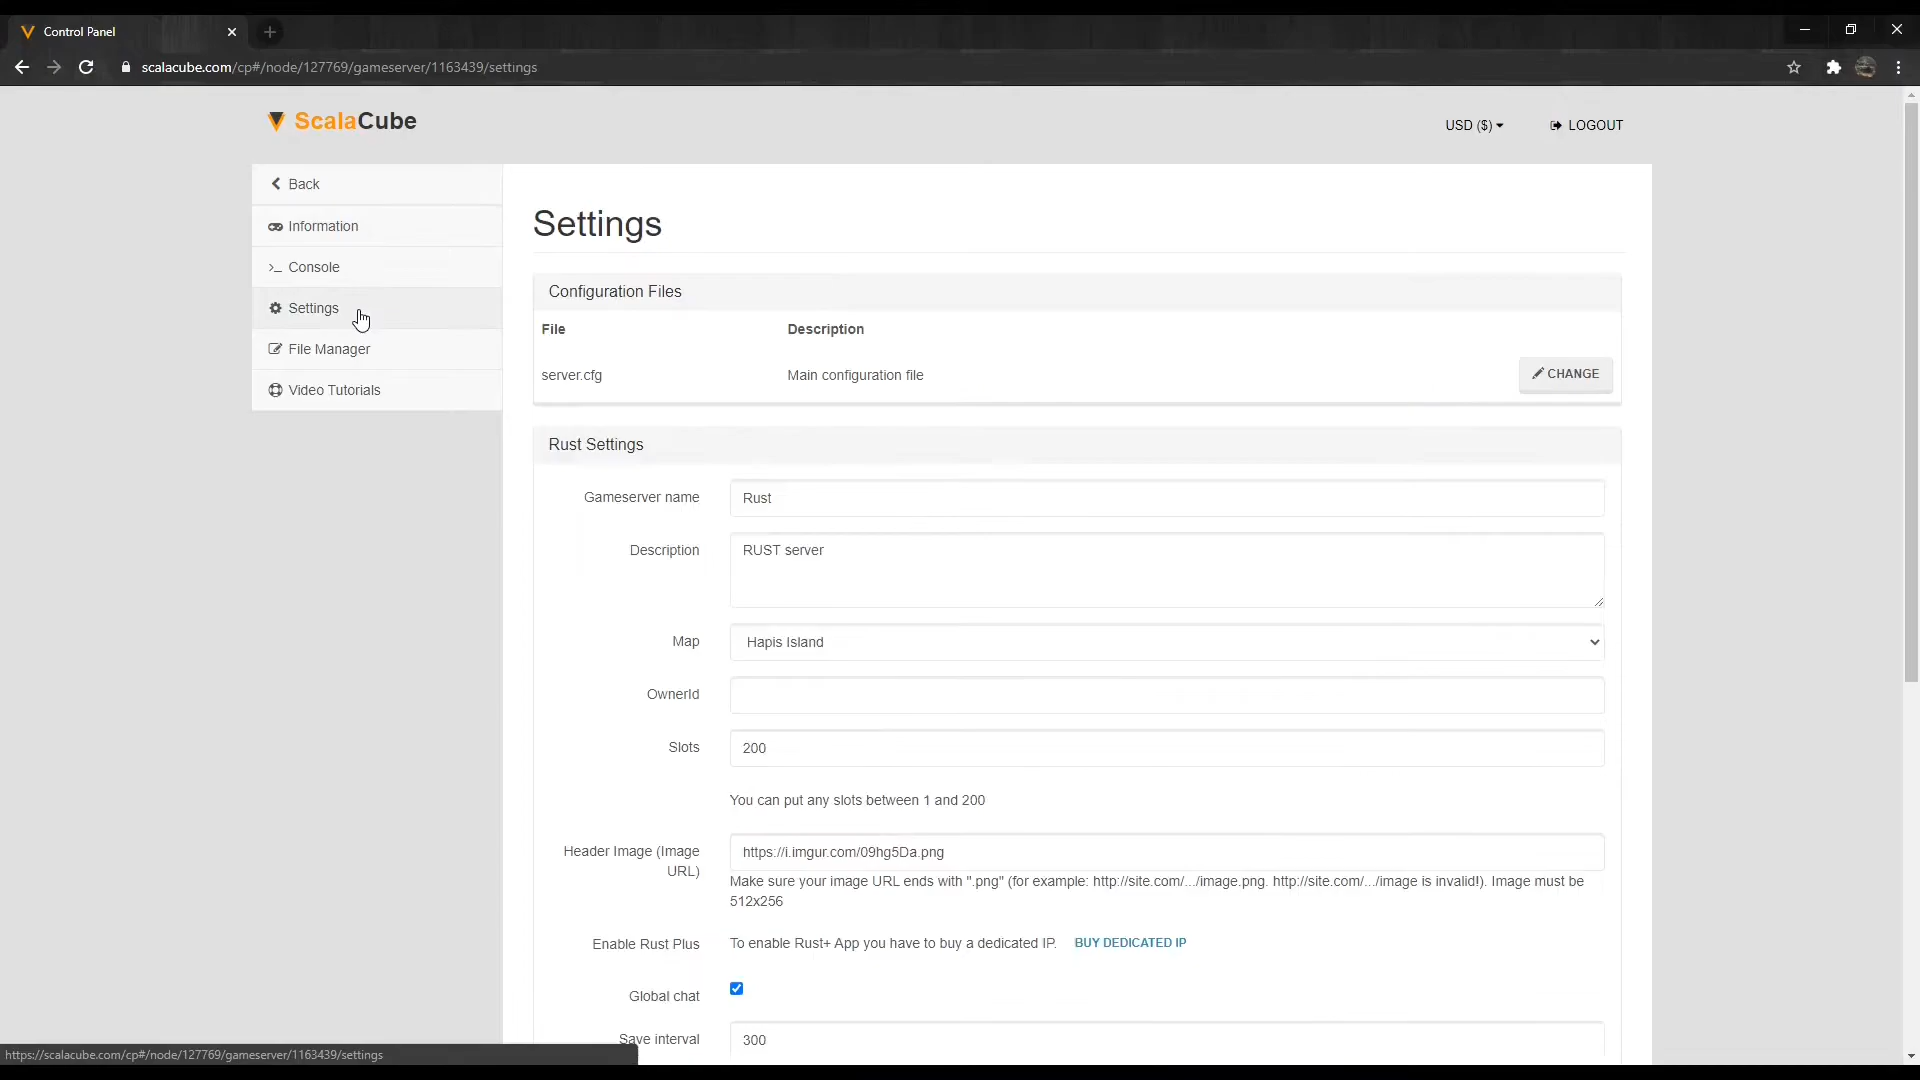 Control Panel
scalacube.com/cp#/node/127769/gameserver/1163439/settings
ScalaCube
USD ($)
LOGOUT
Back
Information
Console
Settings
File Manager
Video Tutorials
Settings
Configuration Files
File Description
server.cfg Main configuration file CHANGE
Rust Settings
Gameserver name Rust
Description RUST server
Map Hapis Island
OwnerId
Slots 200
You can put any slots between 1 and 200
Header Image (Image
URL)
https://i.imgur.com/09hg5Da.png
Make sure your image URL ends with ".png" (for example: http://site.com/.../image.png. http://site.com/.../image is invalid!). Image must be
512x256
Enable Rust Plus To enable Rust+ App you have to buy a dedicated IP. BUY DEDICATED IP
Global chat
Save interval 300
https://scalacube.com/cp#/node/127769/gameserver/1163439/settings